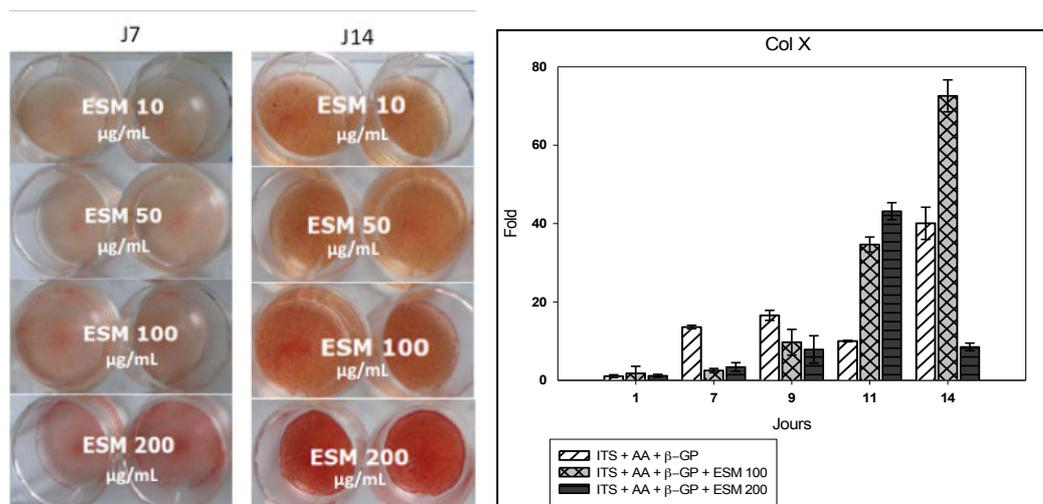 J7
J14
ESM 10
µg/mL
ESM 10
µg/mL
ESM 50
µg/mL
ESM 50
µg/mL
ESM 100
µg/mL
ESM 100
µg/mL
ESM 200
µg/mL
ESM 200
µg/mL
Col X
80
60
40
20
0
Fold
1 7 9 11 14
Jours
ITS + AA + β−GP
ITS + AA + β−GP + ESM 100
ITS + AA + β−GP + ESM 200